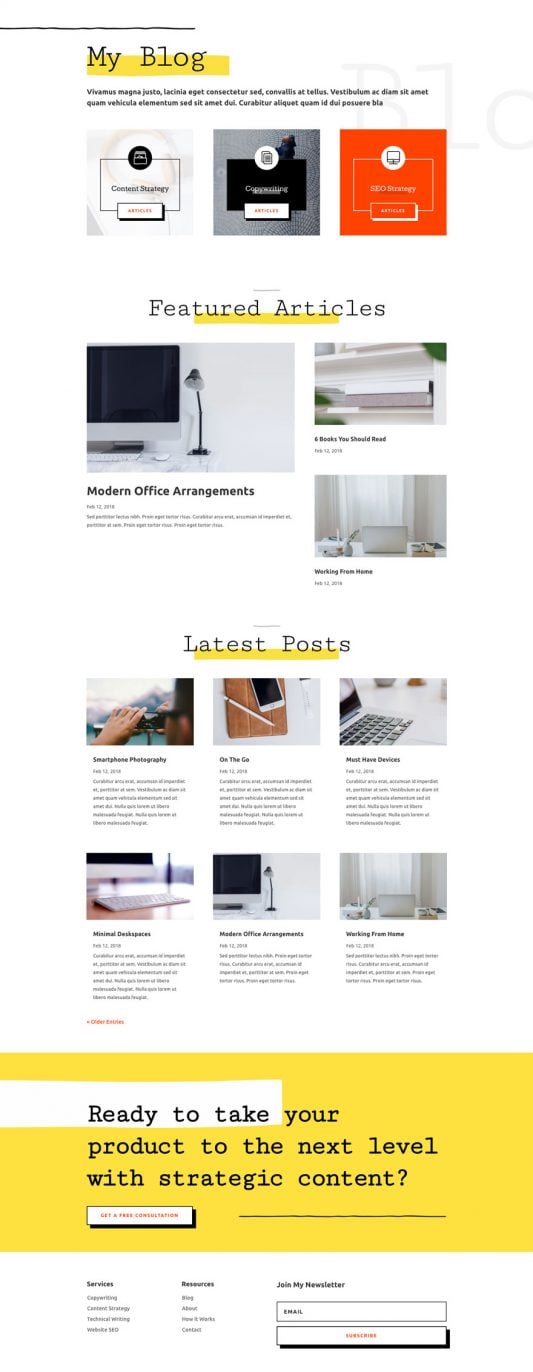 My Blog
Blo
Vivamus magna justo, lacinia eget consectetur sed, convallis at tellus. Vestibulum ac diam sit amet
quam vehicula elementum sed sit amet dui. Curabitur aliquet quam id dui posuere bla
Content Strategy
ARTICLES
Copywriting
ARTICLES
SEO Strategy
ARTICLES
Featured Articles
Modern Office Arrangements
Feb 12, 2018
Sed porttitor lectus nibh. Proin eget tortor risus. Curabitur arcu erat, accumsan id imperdiet et,
porttitor at sem. Proin eget tortor risus. Proin eget tortor risus.
6 Books You Should Read
Feb 12, 2018
Working From Home
Feb 12, 2018
Latest Posts
Smartphone Photography
Feb 12, 2018
Curabitur arcu erat, accumsan id imperdiet
et, porttitor at sem. Vestibulum ac diam sit
amet quam vehicula elementum sed sit
amet dui. Nulla quis lorem ut libero
malesuada feugiat. Nulla quis lorem ut
libero malesuada feugiat.
On The Go
Feb 12, 2018
Curabitur arcu erat, accumsan id imperdiet
et, porttitor at sem. Vestibulum ac diam sit
amet quam vehicula elementum sed sit
amet dui. Nulla quis lorem ut libero
malesuada feugiat. Nulla quis lorem ut
libero malesuada feugiat.
Must Have Devices
Feb 12, 2018
Curabitur arcu erat, accumsan id imperdiet
et, porttitor at sem. Vestibulum ac diam sit
amet quam vehicula elementum sed sit
amet dui. Nulla quis lorem ut libero
malesuada feugiat. Nulla quis lorem ut
libero malesuada feugiat.
Minimal Deskspaces
Feb 12, 2018
Curabitur arcu erat, accumsan id imperdiet
et, porttitor at sem. Vestibulum ac diam sit
amet quam vehicula elementum sed sit
amet dui. Nulla quis lorem ut libero
malesuada feugiat. Nulla quis lorem ut
libero malesuada feugiat.
Modern Office Arrangements
Feb 12, 2018
Sed porttitor lectus nibh. Proin eget tortor
risus. Curabitur arcu erat, accumsan id
imperdiet et, porttitor at sem. Proin eget
tortor risus. Proin eget tortor risus.
Working From Home
Feb 12, 2018
Sed porttitor lectus nibh. Proin eget tortor
risus. Curabitur arcu erat, accumsan id
imperdiet et, porttitor at sem. Proin eget
tortor risus. Proin eget tortor risus.
« Older Entries
Ready to take your
product to the next level
with strategic content?
GET A FREE CONSULTATION
Services
Copywriting
Content Strategy
Technical Writing
Website SEO
Resources
Blog
About
How it Works
Contact
Join My Newsletter
EMAIL
SUBSCRIBE